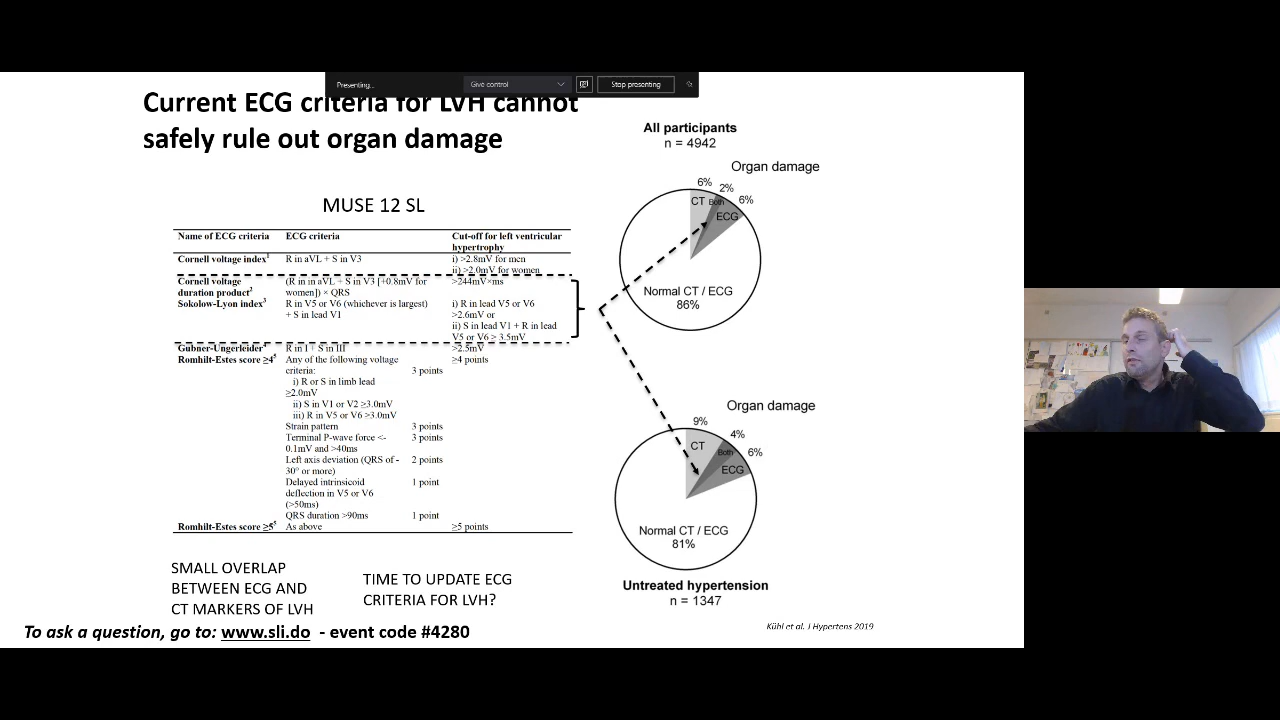 Presenting...
Give control
Stop presenting
Current ECG criteria for LVH cannot
safely rule out organ damage
MUSE 12 SL
Name of ECG criteria ECG criteria Cut-off for left ventricular
hypertrophy
Cornell voltage index1 R in aVL + S in V3 i) >2.8mV for men
ii) >2.0mV for women
Cornell voltage (R in in aVL + S in V3 [+0.8mV for >244mV×ms
duration product2 women]) × QRS
Sokolow-Lyon index3 R in V5 or V6 (whichever is largest) i) R in lead V5 or V6
+ S in lead V1 >2.6mV or
ii) S in lead V1 + R in lead
V5 or V6 ≥ 3.5mV
Gubner-Ungerleider4 R in I + S in III >2.5mV
Romhilt-Estes score ≥45 Any of the following voltage ≥4 points
criteria: 3 points
i) R or S in limb lead
≥2.0mV
ii) S in V1 or V2 ≥3.0mV
iii) R in V5 or V6 >3.0mV
Strain pattern 3 points
Terminal P-wave force <- 3 points
0.1mV and >40ms
Left axis deviation (QRS of - 2 points
30° or more)
Delayed intrinsicoid 1 point
deflection in V5 or V6
(>50ms)
QRS duration >90ms 1 point
Romhilt-Estes score ≥55 As above ≥5 points
SMALL OVERLAP
BETWEEN ECG AND
CT MARKERS OF LVH
TIME TO UPDATE ECG
CRITERIA FOR LVH?
All participants
n = 4942
Organ damage
6% 2% 6%
CT Both ECG
Normal CT / ECG
86%
Organ damage
9% 4% 6%
CT Both ECG
Normal CT / ECG
81%
Untreated hypertension
n = 1347
Kühl et al. J Hypertens 2019
To ask a question, go to: www.sli.do - event code #4280